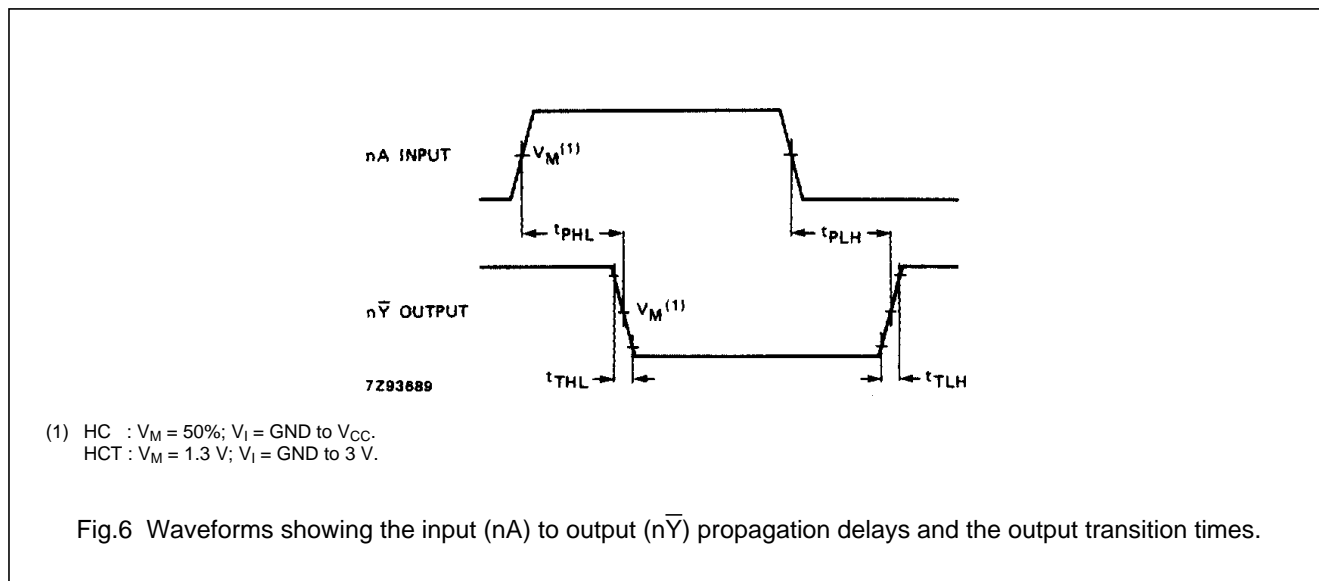 nA INPUT
V_M(1)
t_PHL
t_PLH
nY̅ OUTPUT
V_M(1)
t_THL
t_TLH
7Z93689
(1) HC : V_M = 50%; V_I = GND to V_CC.
HCT : V_M = 1.3 V; V_I = GND to 3 V.
Fig.6 Waveforms showing the input (nA) to output (nY̅) propagation delays and the output transition times.